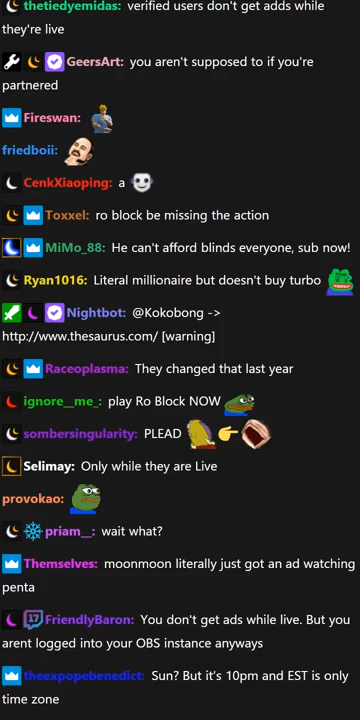 thetiedyemidas: verified users don't get adds while
they're live
GeersArt: you aren't supposed to if you're
partnered
Fireswan:
friedboii:
CenkXiaoping: a
Toxxel: ro block be missing the action
MiMo_88: He can't afford blinds everyone, sub now!
Ryan1016: Literal millionaire but doesn't buy turbo
Nightbot: @Kokobong ->
http://www.thesaurus.com/ [warning]
Raceoplasma: They changed that last year
ignore__me_: play Ro Block NOW
sombersingularity: PLEAD
Selimay: Only while they are Live
provokao:
priam__: wait what?
Themselves: moonmoon literally just got an ad watching
penta
17 FriendlyBaron: You don't get ads while live. But you
arent logged into your OBS instance anyways
theexpopebenedict: Sun? But it's 10pm and EST is only
time zone